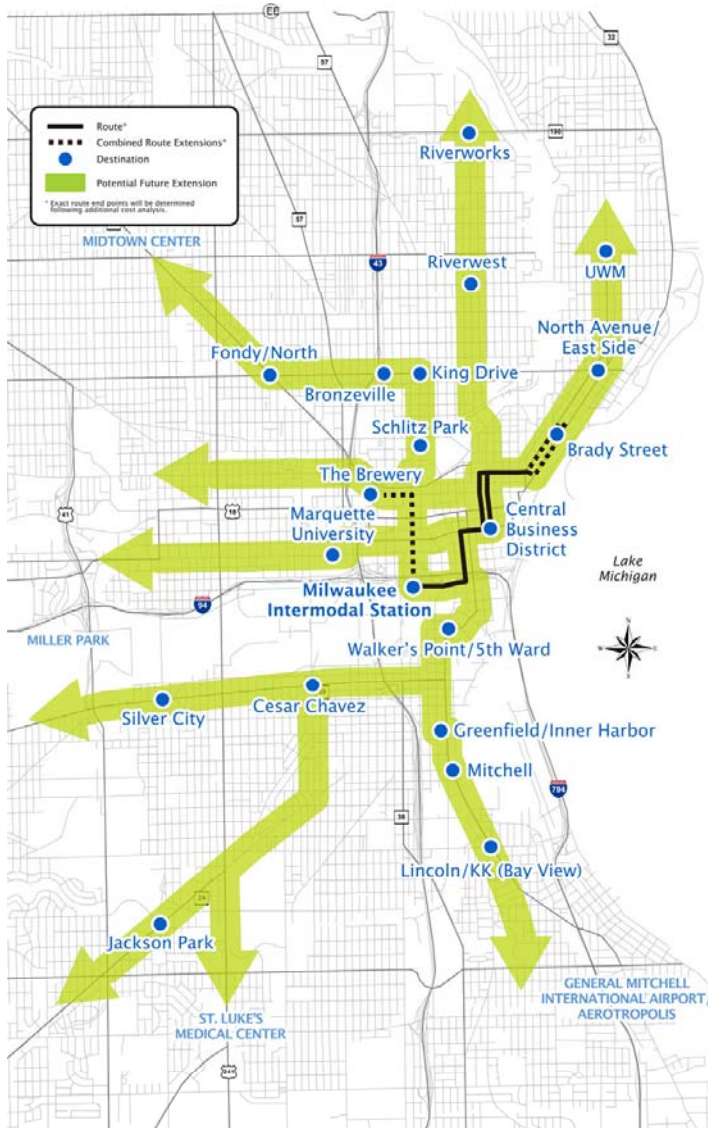 32
57
Route*
Combined Route Extensions*
Destination
Potential Future Extension
* Exact route end points will be determined
following additional cost analysis.
190
Riverworks
57
MIDTOWN CENTER
43
Riverwest
UWM
North Avenue/
East Side
Fondy/North
Bronzeville
King Drive
Schlitz Park
Brady Street
The Brewery
41
18
Marquette
University
Central
Business
District
Lake
Michigan
Milwaukee
Intermodal Station
94
N
W
E
S
MILLER PARK
Walker's Point/5th Ward
Silver City
Cesar Chavez
Greenfield/Inner Harbor
Mitchell
794
38
Lincoln/KK (Bay View)
24
Jackson Park
GENERAL MITCHELL
INTERNATIONAL AIRPORT/
AEROTROPOLIS
ST. LUKE'S
MEDICAL CENTER